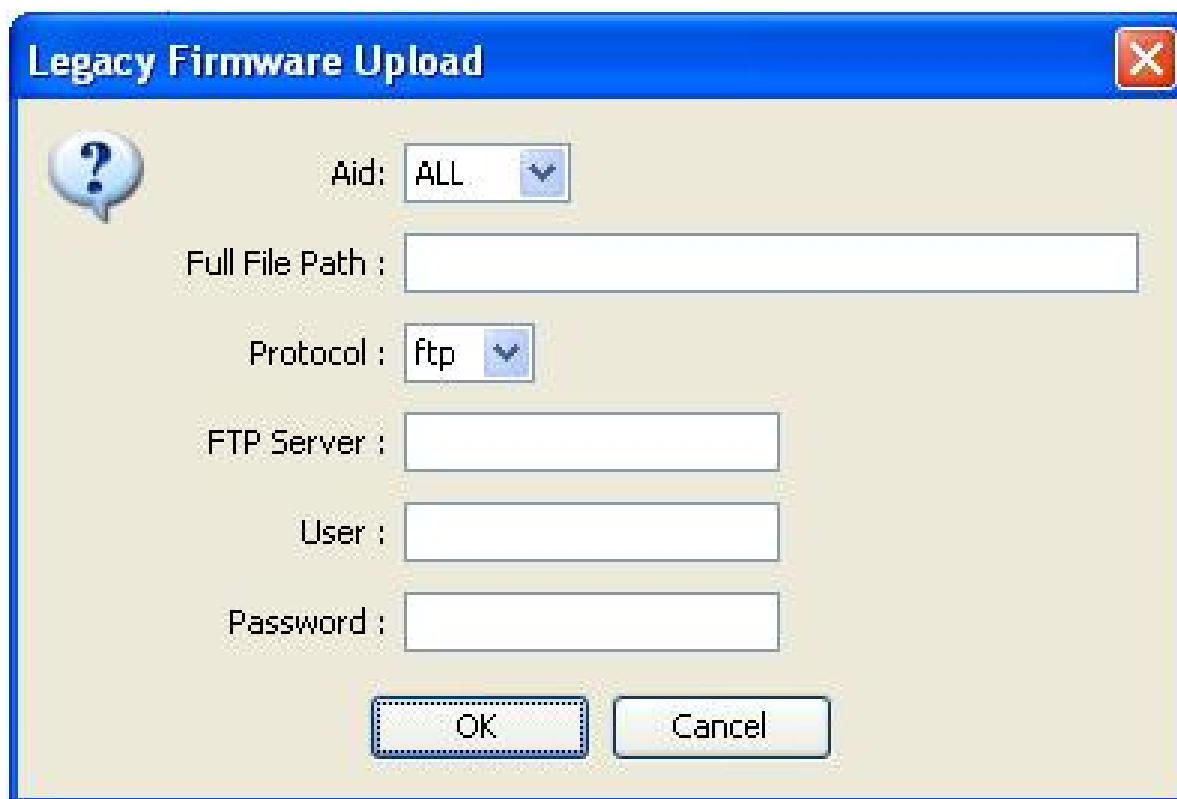 Legacy Firmware Upload
Aid: ALL
Full File Path :
Protocol : ftp
FTP Server :
User :
Password :
OK Cancel